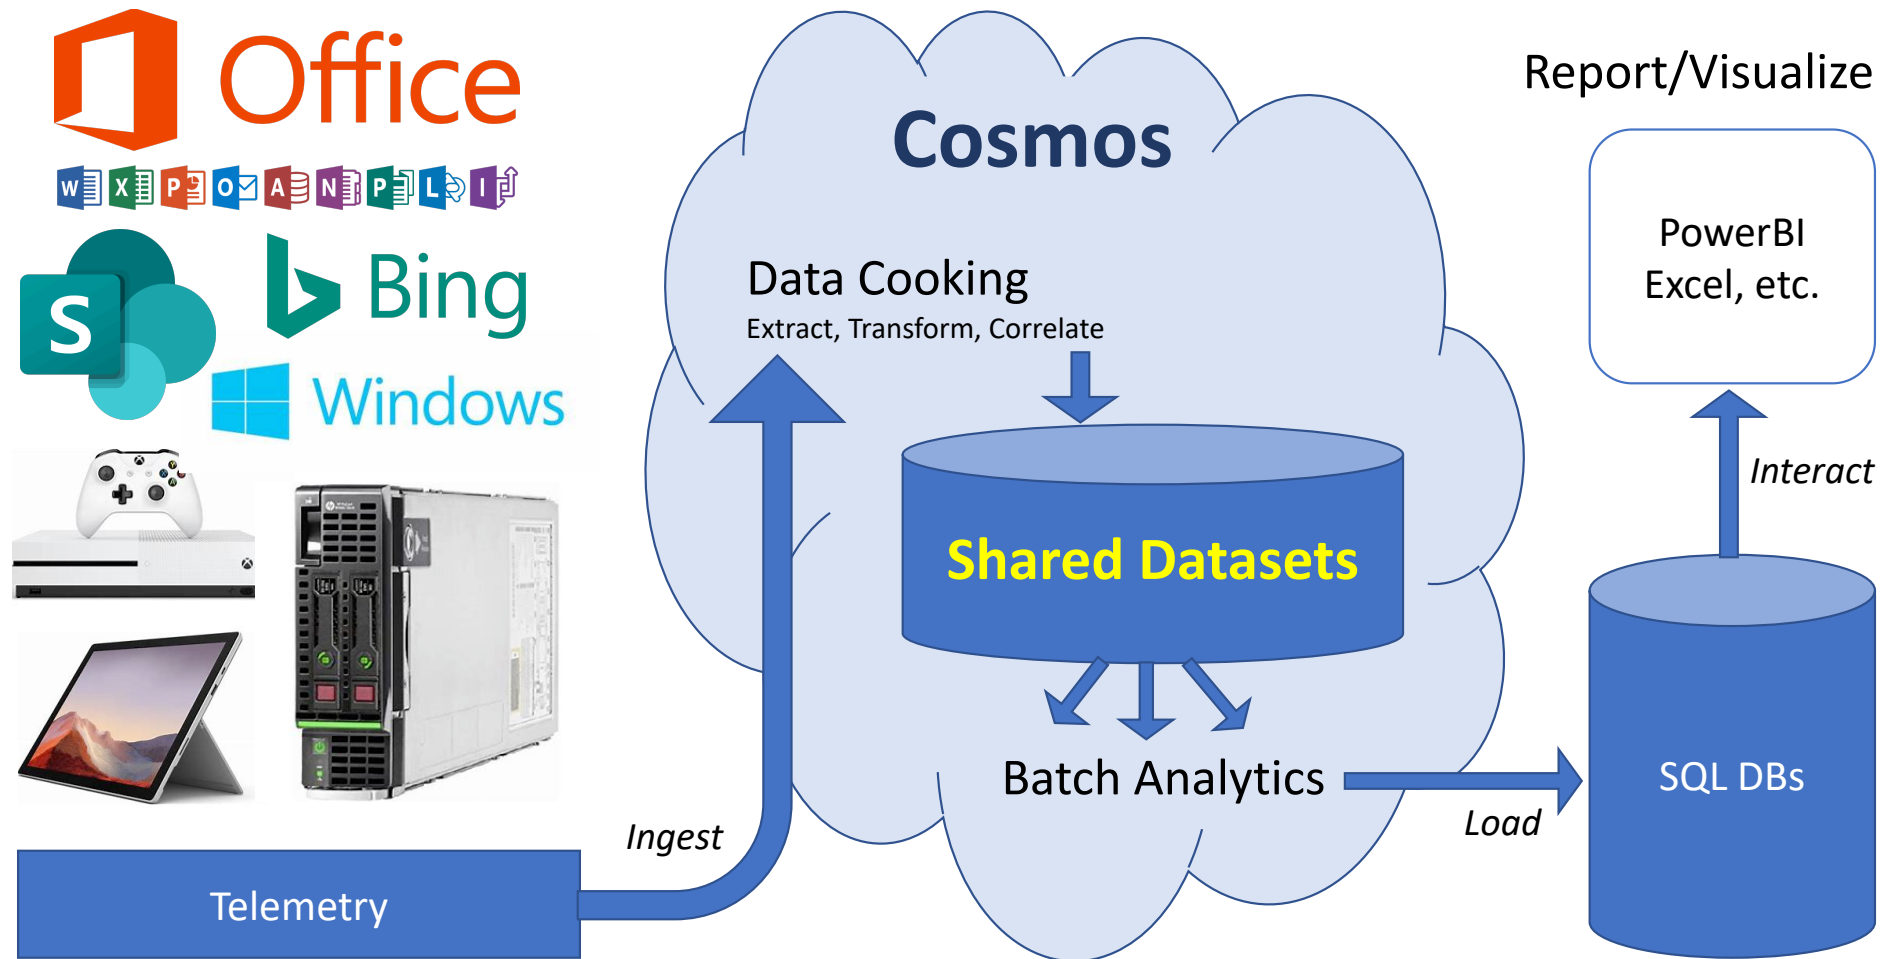 Office
W X P O A N P L I
S
Bing
Windows
Telemetry
Ingest
Cosmos
Data Cooking
Extract, Transform, Correlate
Shared Datasets
Batch Analytics
Load
SQL DBs
Interact
Report/Visualize
PowerBI
Excel, etc.